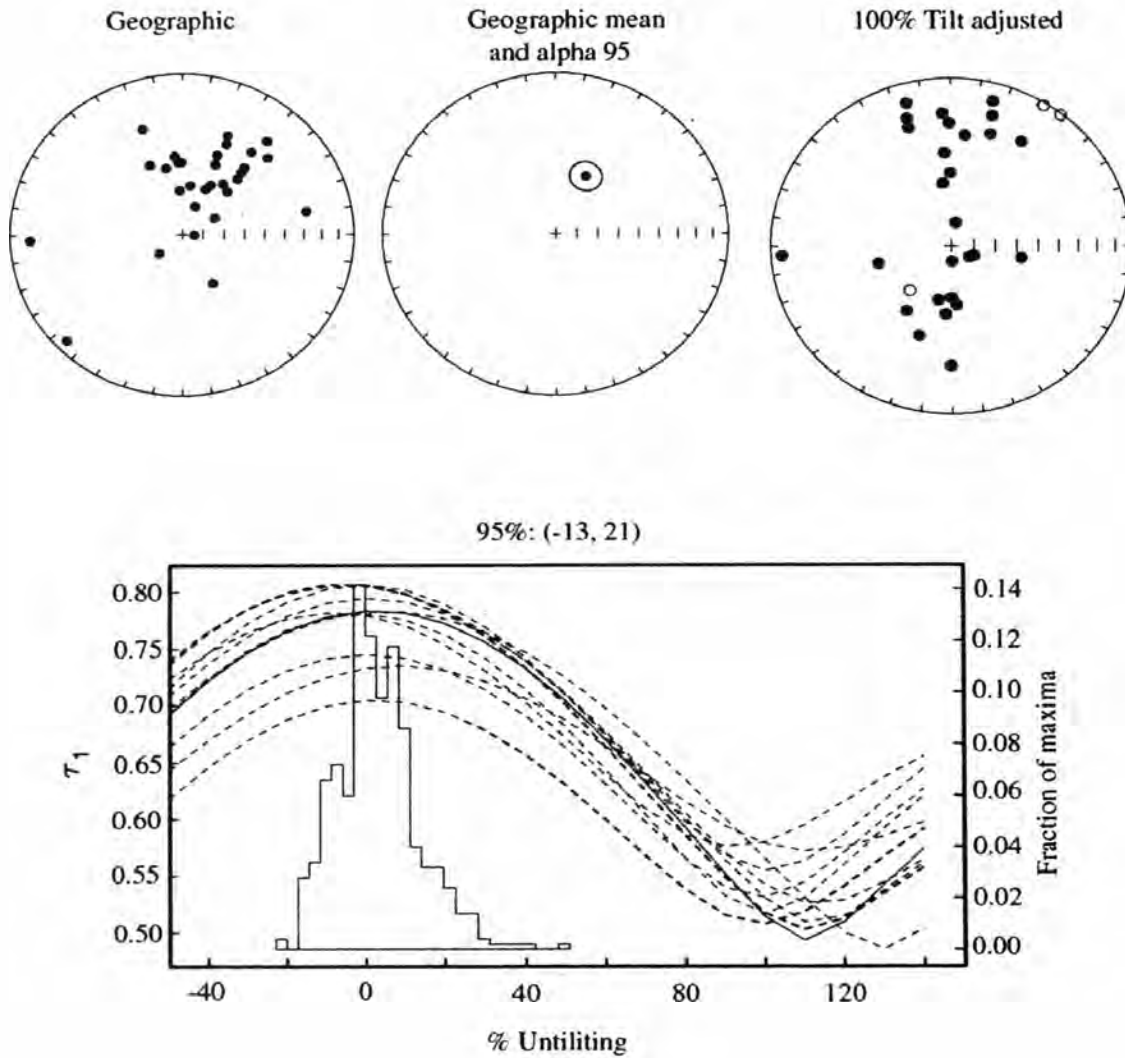 Geographic
Geographic mean
and alpha 95
100% Tilt adjusted
95%: (-13, 21)
τ1
0.80
0.75
0.70
0.65
0.60
0.55
0.50
0.14
0.12
0.10
0.08
0.06
0.04
0.02
0.00
Fraction of maxima
-40
0
40
80
120
% Untiliting